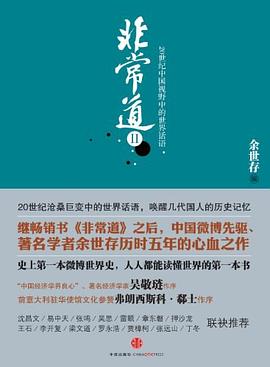 非常道
II
20世纪中国视野中的世界话语
余世存
编
20世纪沧桑巨变中的世界话语，唤醒几代国人的历史记忆
继畅销书《非常道》之后，中国微博先驱、
著名学者余世存历时五年的心血之作
史上第一本微博世界史，人人都能读懂世界的第一本书
“中国经济学界良心”、著名经济学家吴敬琏作序
前意大利驻华使馆文化参赞弗朗西斯科·郗士作序
沈昌文/易中天/张鸣/吴思/雷颐/章东磐/押沙龙
王石/李开复/梁文道/罗永浩/贾樟柯/张远山/丁冬
联袂推荐
中信出版社·CHINA CITIC PRESS